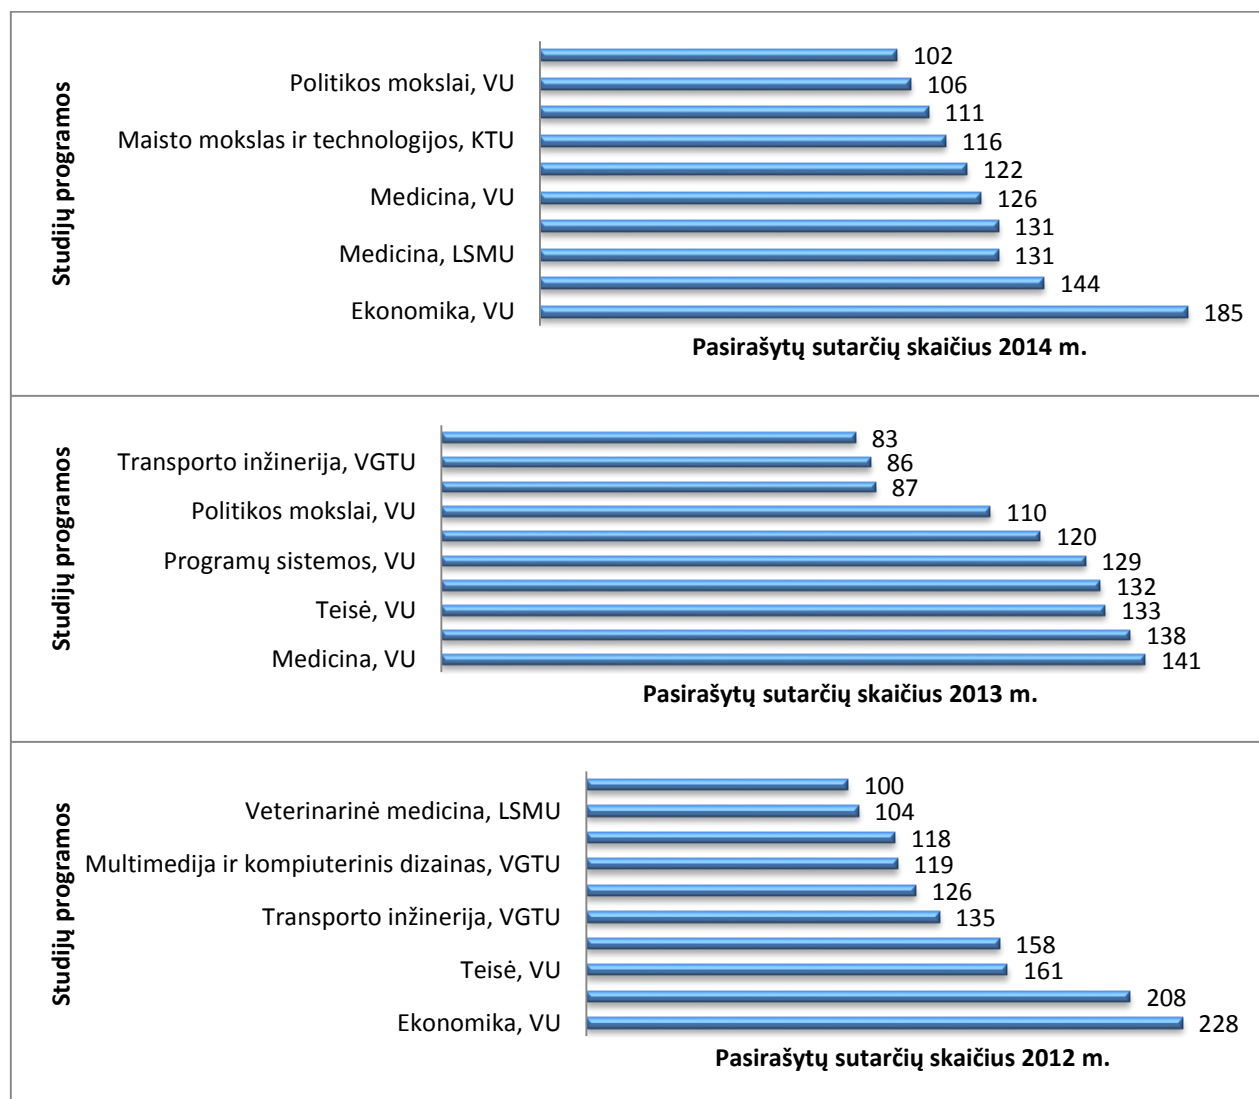 Studijų programos
102
Politikos mokslai, VU 106
111
Maisto mokslas ir technologijos, KTU 116
122
Medicina, VU 126
131
Medicina, LSMU 131
144
Ekonomika, VU 185
Pasirašytų sutarčių skaičius 2014 m.
Studijų programos
83
Transporto inžinerija, VGTU 86
87
Politikos mokslai, VU 110
120
Programų sistemos, VU 129
132
Teisė, VU 133
138
Medicina, VU 141
Pasirašytų sutarčių skaičius 2013 m.
Studijų programos
100
Veterinarinė medicina, LSMU 104
118
Multimedija ir kompiuterinis dizainas, VGTU 119
126
Transporto inžinerija, VGTU 135
158
Teisė, VU 161
208
Ekonomika, VU 228
Pasirašytų sutarčių skaičius 2012 m.